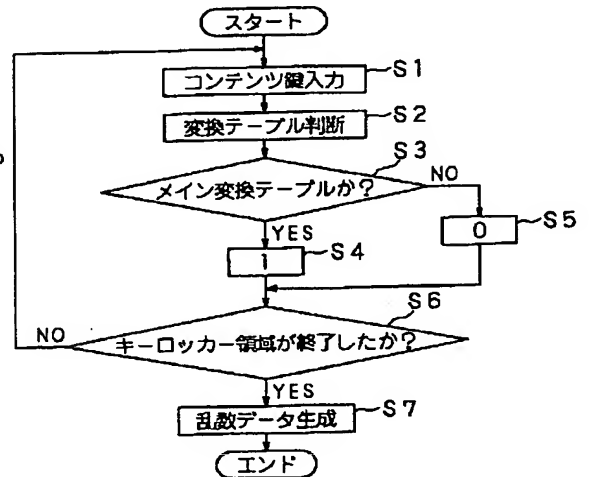 スタート
コンテンツ鍵入力
S1
変換テーブル判断
S2
メイン変換テーブルか?
S3
NO
YES
1
S4
0
S5
キーロッカー領域が終了したか?
S6
NO
YES
乱数データ生成
S7
エンド